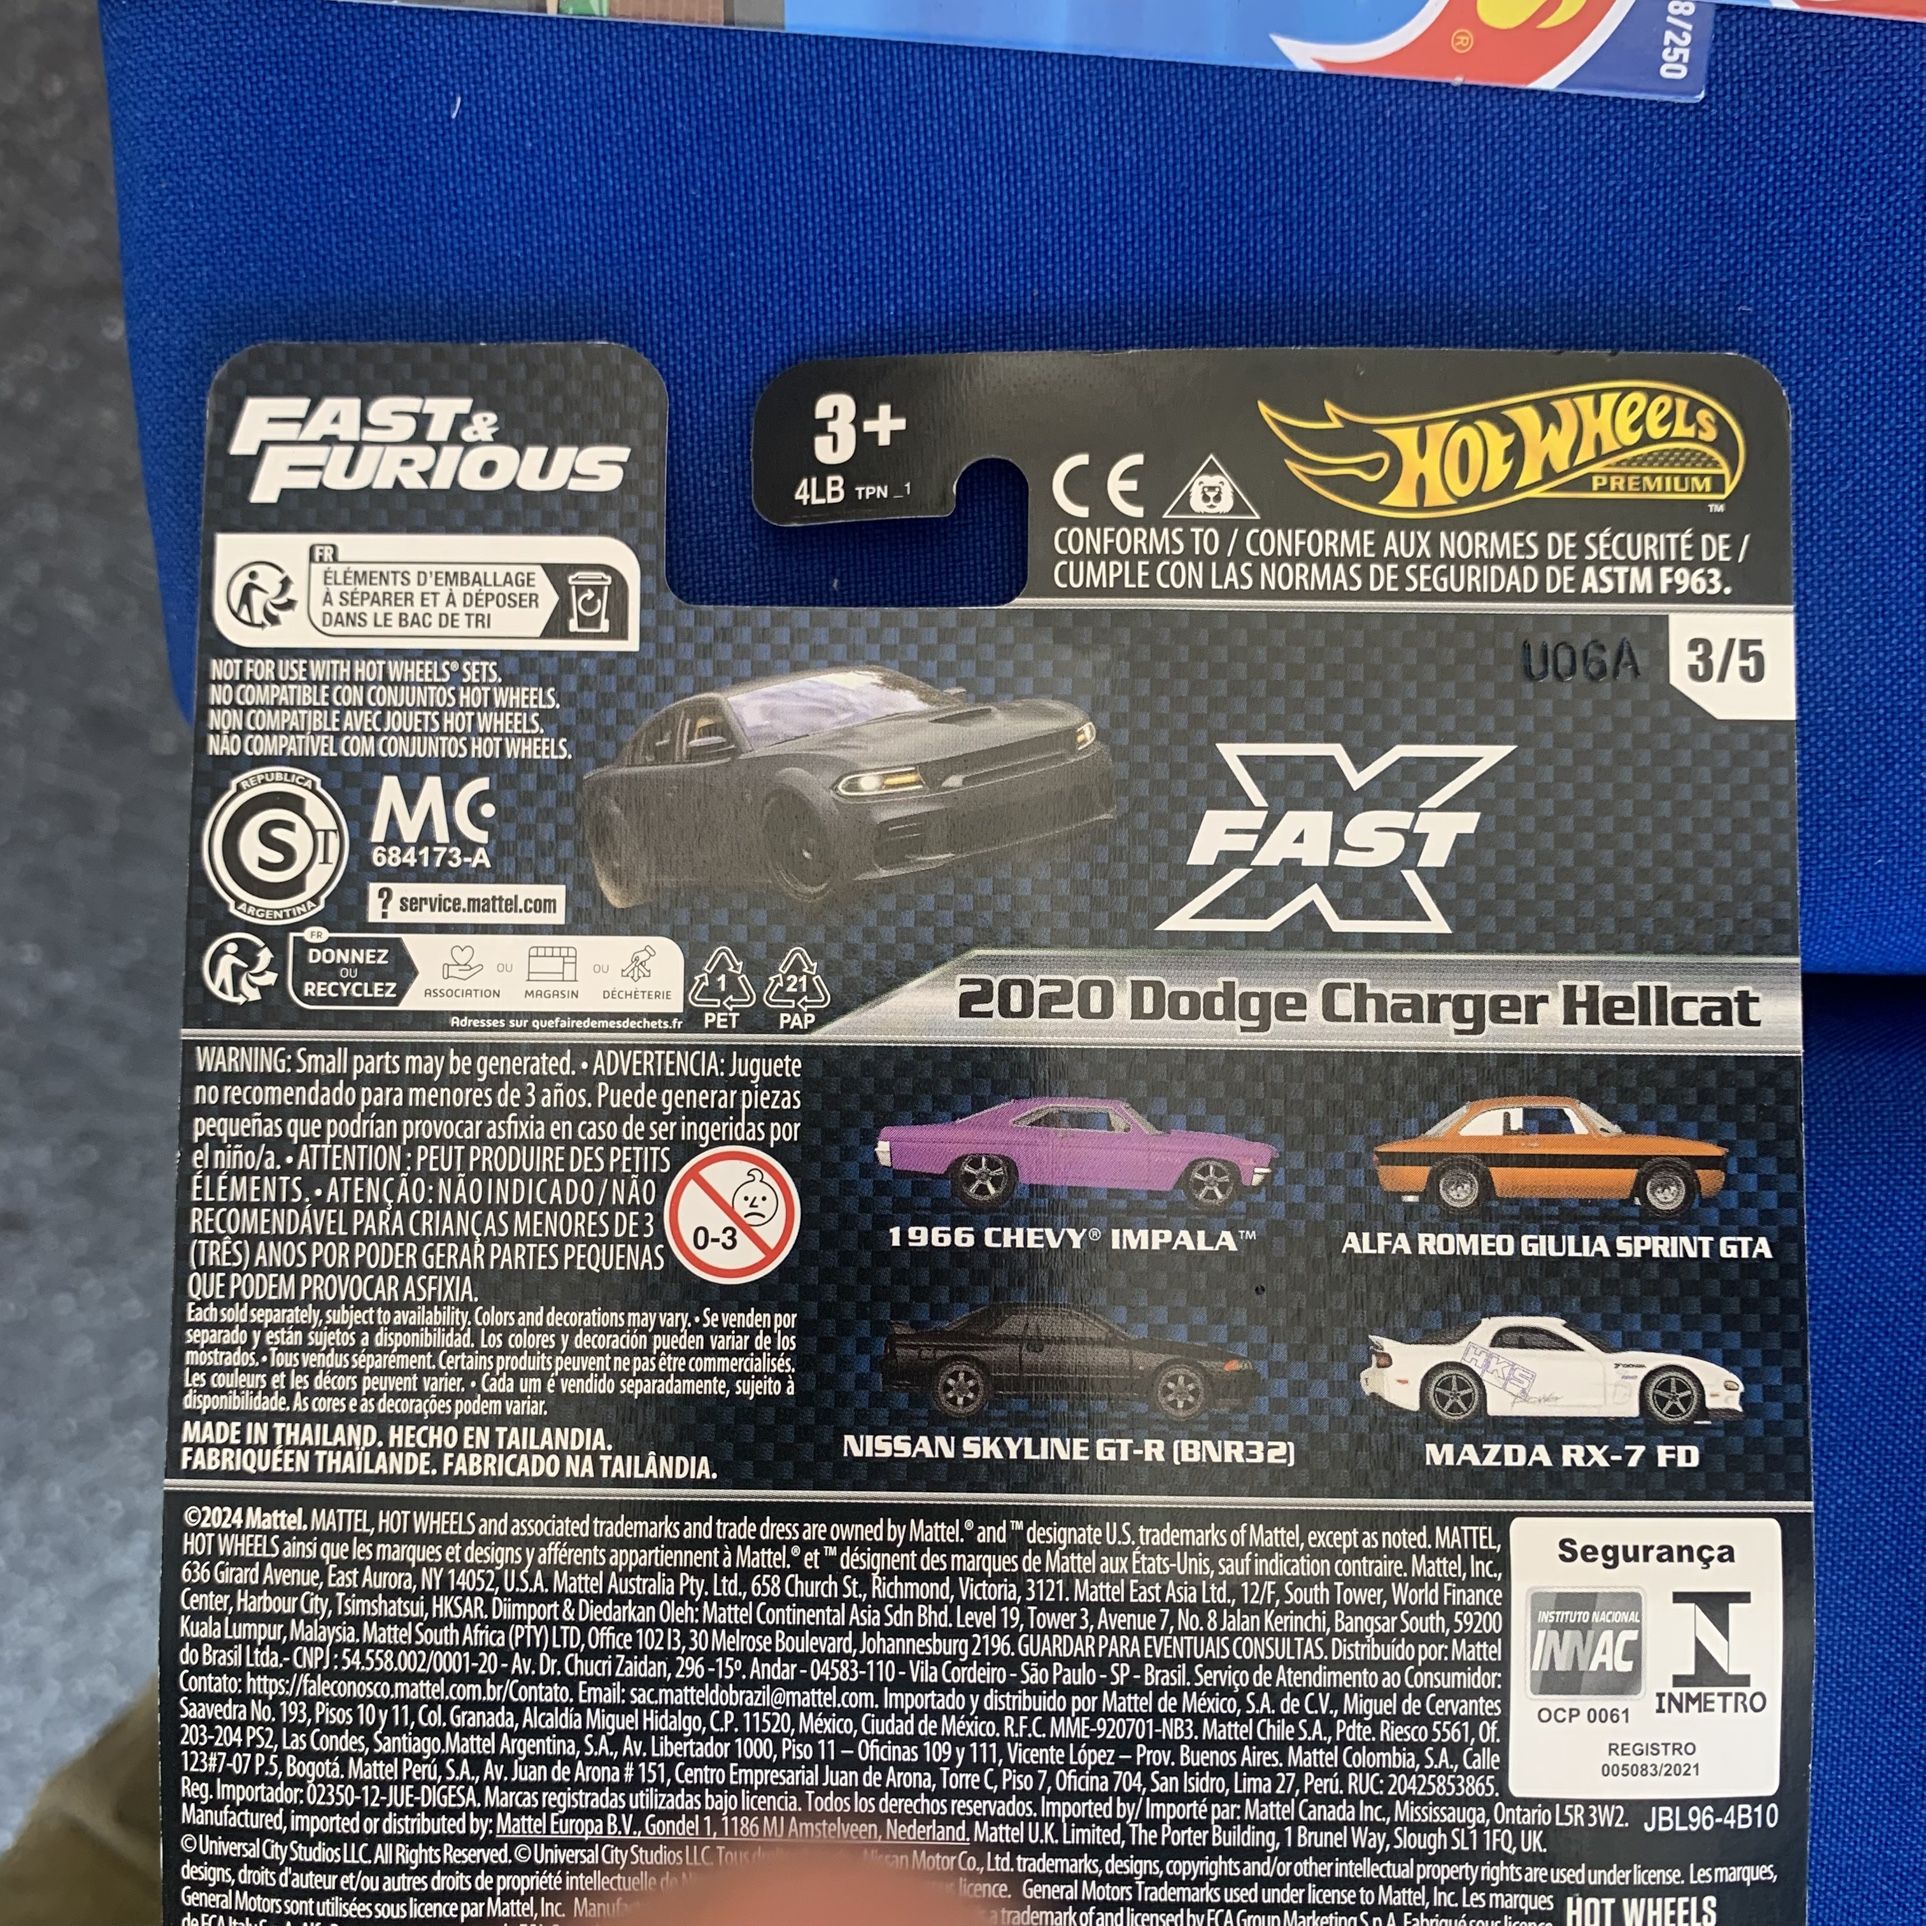 8/250
®
FAST &
FURIOUS
3+
4LB TPN_1
CE
HOT WHEELS
PREMIUM
™
CONFORMS TO / CONFORME AUX NORMES DE SÉCURITÉ DE /
CUMPLE CON LAS NORMAS DE SEGURIDAD DE ASTM F963.
FR
ÉLÉMENTS D'EMBALLAGE
À SÉPARER ET À DÉPOSER
DANS LE BAC DE TRI
NOT FOR USE WITH HOT WHEELS® SETS.
NO COMPATIBLE CON CONJUNTOS HOT WHEELS.
NON COMPATIBLE AVEC JOUETS HOT WHEELS.
NÃO COMPATÍVEL COM CONJUNTOS HOT WHEELS.
U06A
3/5
REPUBLICA
S T
ARGENTINA
MC
684173-A
? service.mattel.com
FAST X
FR
DONNEZ
OU
RECYCLEZ
ASSOCIATION OU MAGASIN OU DÉCHÈTERIE
Adresses sur quefairedemesdechets.fr
1
PET
21
PAP
2020 Dodge Charger Hellcat
WARNING: Small parts may be generated. • ADVERTENCIA: Juguete
no recomendado para menores de 3 años. Puede generar piezas
pequeñas que podrían provocar asfixia en caso de ser ingeridas por
el niño/a. • ATTENTION : PEUT PRODUIRE DES PETITS
ÉLÉMENTS. • ATENÇÃO: NÃO INDICADO / NÃO
RECOMENDÁVEL PARA CRIANÇAS MENORES DE 3
(TRÊS) ANOS POR PODER GERAR PARTES PEQUENAS
QUE PODEM PROVOCAR ASFIXIA.
0-3
Each sold separately, subject to availability. Colors and decorations may vary. • Se venden por
separado y están sujetos a disponibilidad. Los colores y decoración pueden variar de los
mostrados. • Tous vendus séparément. Certains produits peuvent ne pas être commercialisés.
Les couleurs et les décors peuvent varier. • Cada um é vendido separadamente, sujeito à
disponibilidade. As cores e as decorações podem variar.
MADE IN THAILAND. HECHO EN TAILANDIA.
FABRIQUÉEN THAÏLANDE. FABRICADO NA TAILÂNDIA.
1966 CHEVY® IMPALA™
ALFA ROMEO GIULIA SPRINT GTA
HKS
YOKOHAMA
NISSAN SKYLINE GT-R (BNR32)
MAZDA RX-7 FD
©2024 Mattel. MATTEL, HOT WHEELS and associated trademarks and trade dress are owned by Mattel.® and ™ designate U.S. trademarks of Mattel, except as noted. MATTEL,
HOT WHEELS ainsi que les marques et designs y afférents appartiennent à Mattel.® et ™ désignent des marques de Mattel aux États-Unis, sauf indication contraire. Mattel, Inc.,
636 Girard Avenue, East Aurora, NY 14052, U.S.A. Mattel Australia Pty. Ltd., 658 Church St., Richmond, Victoria, 3121. Mattel East Asia Ltd., 12/F, South Tower, World Finance
Center, Harbour City, Tsimshatsui, HKSAR. Diimport & Diedarkan Oleh: Mattel Continental Asia Sdn Bhd. Level 19, Tower 3, Avenue 7, No. 8 Jalan Kerinchi, Bangsar South, 59200
Kuala Lumpur, Malaysia. Mattel South Africa (PTY) LTD, Office 102 I3, 30 Melrose Boulevard, Johannesburg 2196. GUARDAR PARA EVENTUAIS CONSULTAS. Distribuído por: Mattel
do Brasil Ltda.- CNPJ : 54.558.002/0001-20 - Av. Dr. Chucri Zaidan, 296 -15º. Andar - 04583-110 - Vila Cordeiro - São Paulo - SP - Brasil. Serviço de Atendimento ao Consumidor:
Contato: https://faleconosco.mattel.com.br/Contato. Email: sac.matteldobrazil@mattel.com. Importado y distribuido por Mattel de México, S.A. de C.V., Miguel de Cervantes
Saavedra No. 193, Pisos 10 y 11, Col. Granada, Alcaldía Miguel Hidalgo, C.P. 11520, México, Ciudad de México. R.F.C. MME-920701-NB3. Mattel Chile S.A., Pdte. Riesco 5561, Of.
203-204 PS2, Las Condes, Santiago.Mattel Argentina, S.A., Av. Libertador 1000, Piso 11 – Oficinas 109 y 111, Vicente López – Prov. Buenos Aires. Mattel Colombia, S.A., Calle
123#7-07 P.5, Bogotá. Mattel Perú, S.A., Av. Juan de Arona # 151, Centro Empresarial Juan de Arona, Torre C, Piso 7, Oficina 704, San Isidro, Lima 27, Perú. RUC: 20425853865.
Reg. Importador: 02350-12-JUE-DIGESA. Marcas registradas utilizadas bajo licencia. Todos los derechos reservados. Imported by/ Importé par: Mattel Canada Inc., Mississauga, Ontario L5R 3W2.
Manufactured, imported or distributed by: Mattel Europa B.V., Gondel 1, 1186 MJ Amstelveen, Nederland. Mattel U.K. Limited, The Porter Building, 1 Brunel Way, Slough SL1 1FQ, UK.
Segurança
INSTITUTO NACIONAL
INNAC
OCP 0061
INMETRO
REGISTRO
005083/2021
JBL96-4B10
© Universal City Studios LLC. All Rights Reserved. © Universal City Studios LLC. Nissan Motor Co., Ltd. trademarks, designs, copyrights and/or other intellectual property rights are used under license. Les marques,
designs, droits d'auteur et/ou autres droits de propriété intellectuelle licence. General Motors Trademarks used under license to Mattel, Inc. Les marques
General Motors sont utilisées sous licence par Mattel, Inc. a trademark of and licensed by FCA Group Marketing S.p.A.
HOT WHEELS